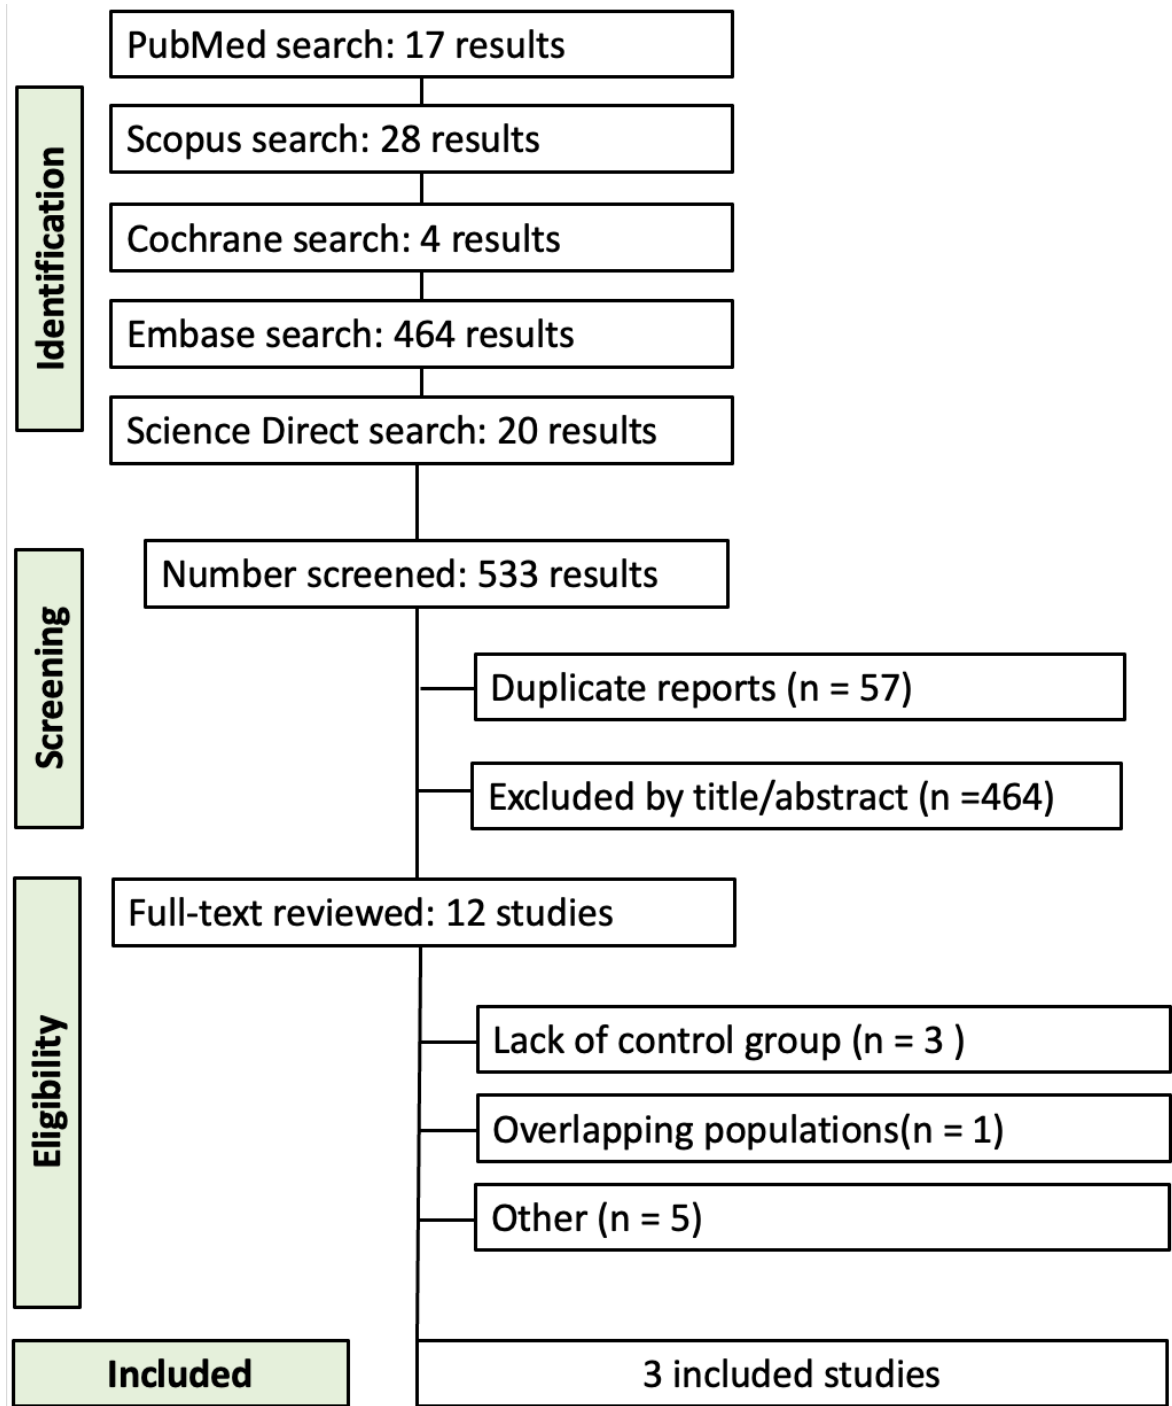 Identification
PubMed search: 17 results
Scopus search: 28 results
Cochrane search: 4 results
Embase search: 464 results
Science Direct search: 20 results
Screening
Number screened: 533 results
Duplicate reports (n = 57)
Excluded by title/abstract (n =464)
Eligibility
Full-text reviewed: 12 studies
Lack of control group (n = 3 )
Overlapping populations(n = 1)
Other (n = 5)
Included
3 included studies